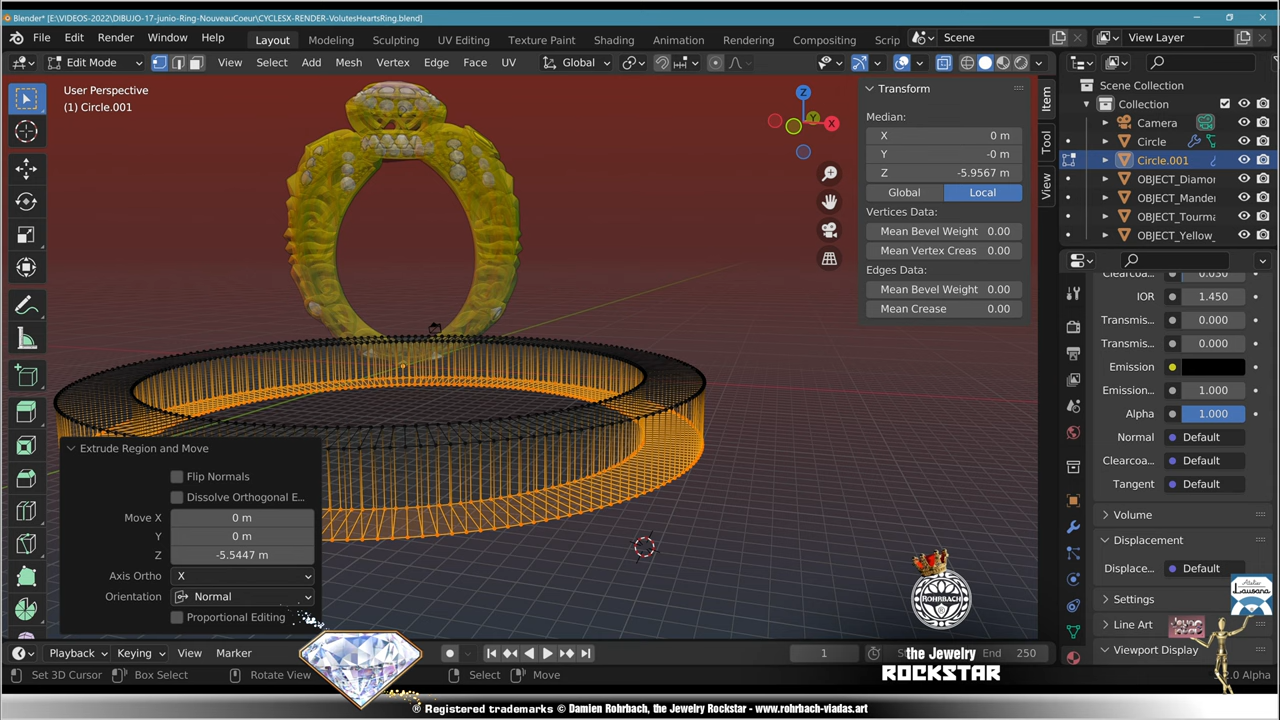 Blender* [E:\VIDEOS-2022\DIBUJO-17-junio-Ring-NouveauCoeur\CYCLESX-RENDER-VolutesHeartsRing.blend]
File Edit Render Window Help Layout Modeling Sculpting UV Editing Texture Paint Shading Animation Rendering Compositing Scrip Scene View Layer
Edit Mode View Select Add Mesh Vertex Edge Face UV Global
User Perspective
(1) Circle.001
Z
Y
X
Transform
Median:
X 0 m
Y -0 m
Z -5.9567 m
Global Local
Vertices Data:
Mean Bevel Weight 0.00
Mean Vertex Creas 0.00
Edges Data:
Mean Bevel Weight 0.00
Mean Crease 0.00
Item
Tool
View
Scene Collection
Collection
Camera
Circle
Circle.001
OBJECT_Diamor
OBJECT_Mander
OBJECT_Tourma
OBJECT_Yellow_
Clearcoa... 0.030
IOR 1.450
Transmis... 0.000
Transmis... 0.000
Emission
Emission... 1.000
Alpha 1.000
Normal Default
Clearcoa... Default
Tangent Default
Volume
Displacement
Displace... Default
Settings
Line Art
Viewport Display
Extrude Region and Move
Flip Normals
Dissolve Orthogonal E...
Move X 0 m
Y 0 m
Z -5.5447 m
Axis Ortho X
Orientation Normal
Proportional Editing
ROHRBACH
Atelier
Lausana
Playback Keying View Marker 1 End 250
the Jewelry
ROCKSTAR
Set 3D Cursor Box Select Rotate View Select Move .0 Alpha
® Registered trademarks © Damien Rohrbach, the Jewelry Rockstar - www.rohrbach-viadas.art